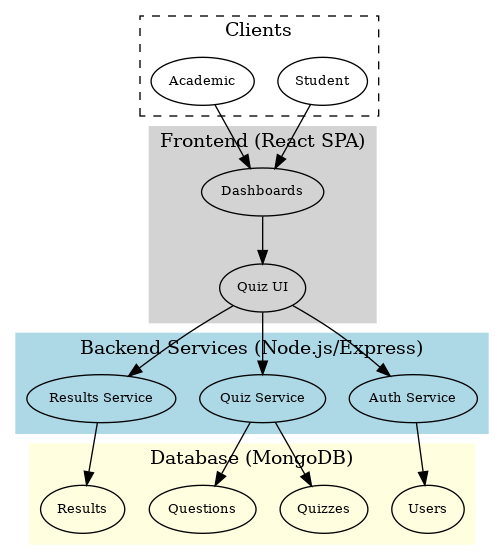 Clients
Academic
Student
Frontend (React SPA)
Dashboards
Quiz UI
Backend Services (Node.js/Express)
Results Service
Quiz Service
Auth Service
Database (MongoDB)
Results
Questions
Quizzes
Users